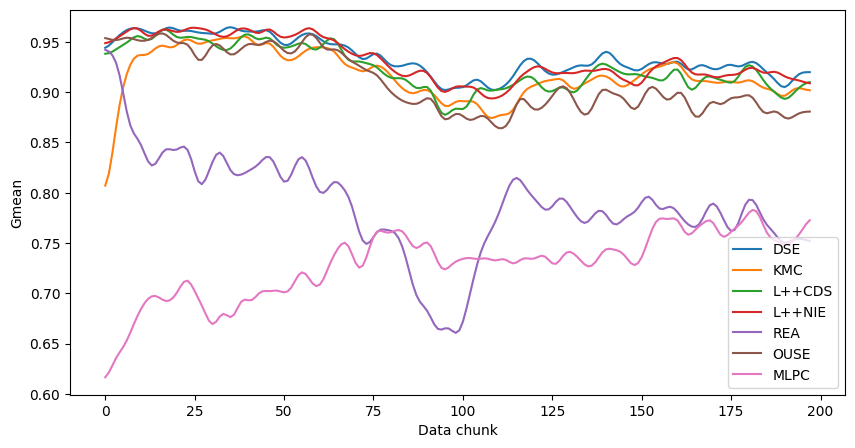 Gmean
0.95
0.90
0.85
0.80
0.75
0.70
0.65
0.60
0 25 50 75 100 125 150 175 200
Data chunk
DSE
KMC
L++CDS
L++NIE
REA
OUSE
MLPC